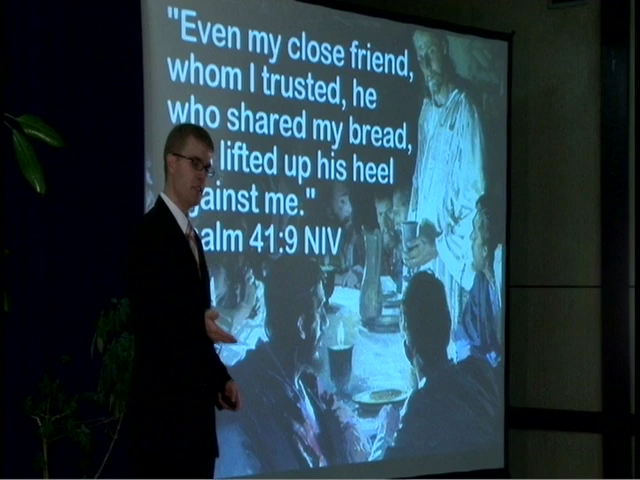 "Even my close friend,
whom I trusted, he
who shared my bread,
lifted up his heel
gainst me."
alm 41:9 NIV